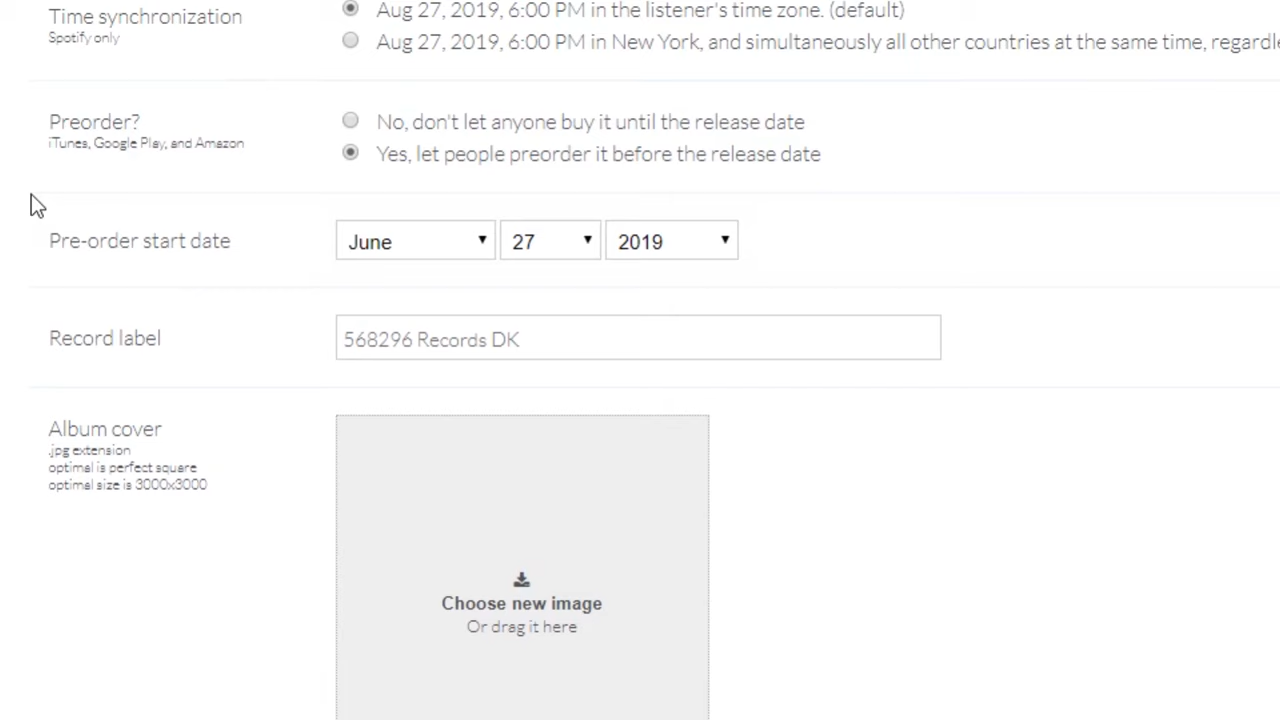 Time synchronization
Spotify only
Aug 27, 2019, 6:00 PM in the listener's time zone. (default)
Aug 27, 2019, 6:00 PM in New York, and simultaneously all other countries at the same time, regardle
Preorder?
iTunes, Google Play, and Amazon
No, don't let anyone buy it until the release date
Yes, let people preorder it before the release date
Pre-order start date
June 27 2019
Record label
568296 Records DK
Album cover
.jpg extension
optimal is perfect square
optimal size is 3000x3000
Choose new image
Or drag it here